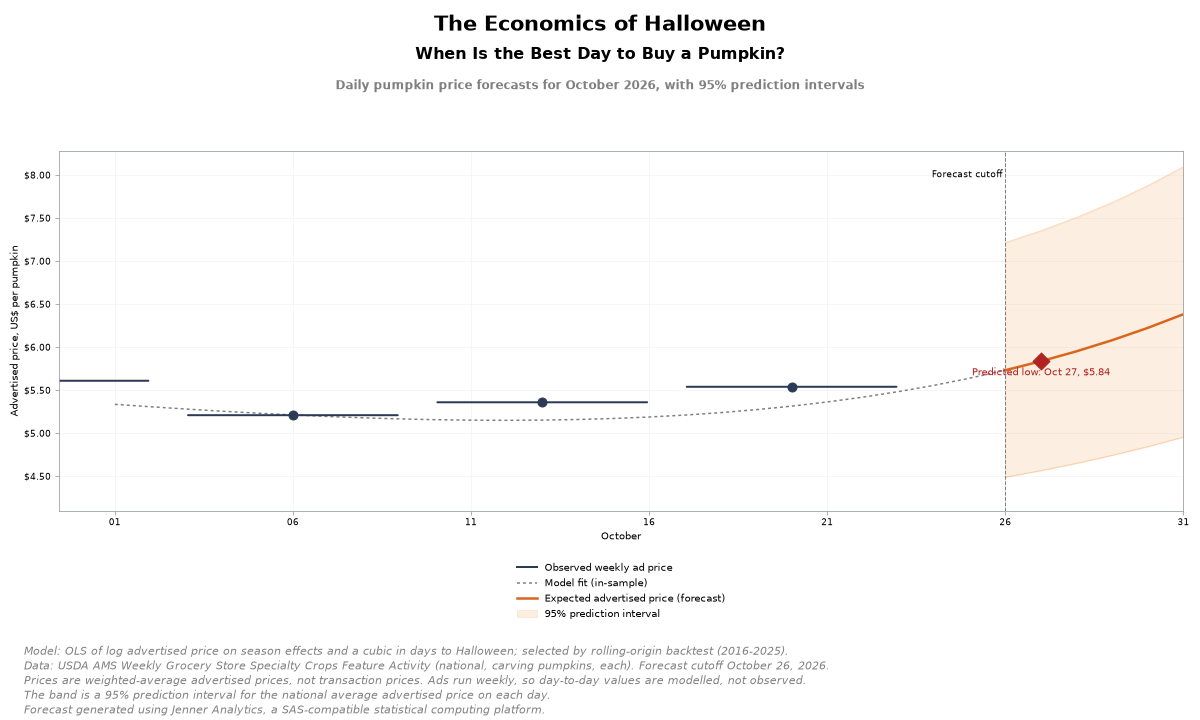 The Economics of Halloween
When Is the Best Day to Buy a Pumpkin?
Daily pumpkin price forecasts for October 2026, with 95% prediction intervals
Advertised price, US$ per pumpkin
$8.00
$7.50
$7.00
$6.50
$6.00
$5.50
$5.00
$4.50
Forecast cutoff
Predicted low: Oct 27, $5.84
01 06 11 16 21 26 31
October
Observed weekly ad price
Model fit (in-sample)
Expected advertised price (forecast)
95% prediction interval
Model: OLS of log advertised price on season effects and a cubic in days to Halloween; selected by rolling-origin backtest (2016-2025).
Data: USDA AMS Weekly Grocery Store Specialty Crops Feature Activity (national, carving pumpkins, each). Forecast cutoff October 26, 2026.
Prices are weighted-average advertised prices, not transaction prices. Ads run weekly, so day-to-day values are modelled, not observed.
The band is a 95% prediction interval for the national average advertised price on each day.
Forecast generated using Jenner Analytics, a SAS-compatible statistical computing platform.